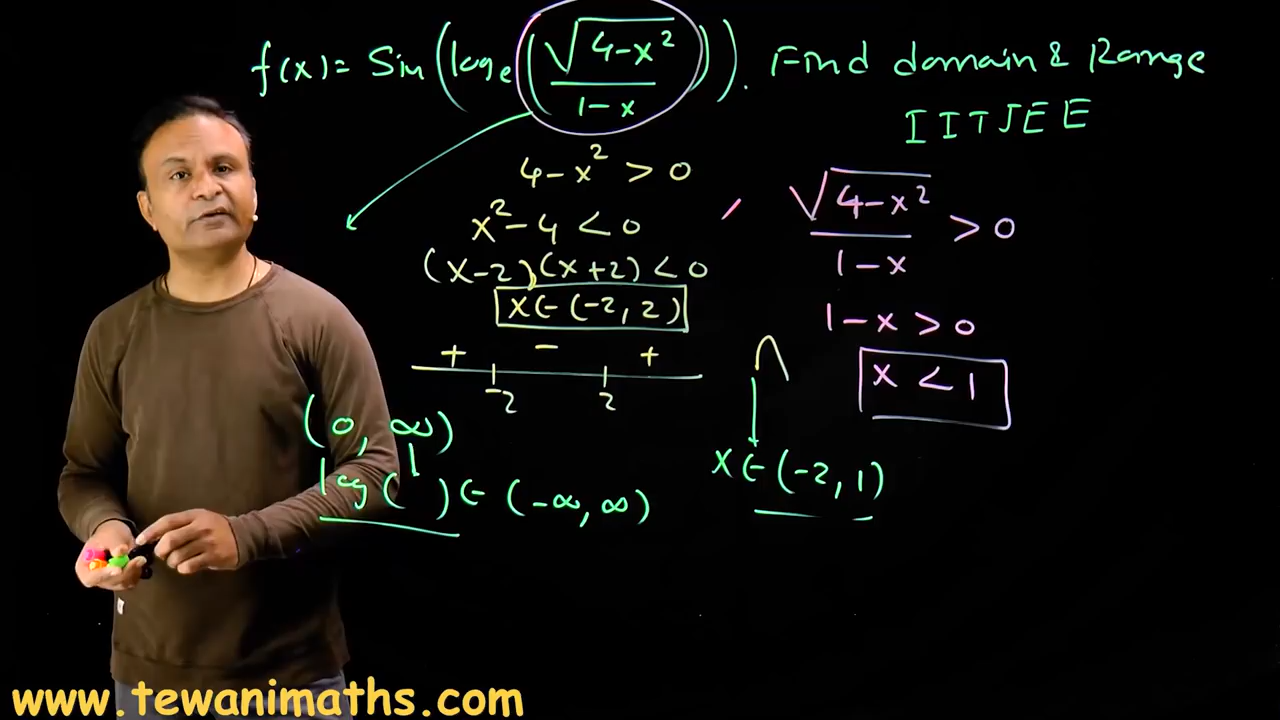 f(x) = Sin(loge(√4-x²/1-x)). Find domain & Range
IITJEE
4-x² > 0
x² - 4 < 0
(x-2)(x+2) < 0
x ∈ (-2, 2)
+ - +
-2 2
√4-x²/1-x > 0
1-x > 0
x < 1
x ∈ (-2, 1)
(0, ∞)
log( ) ∈ (-∞, ∞)
www.tewanimaths.com